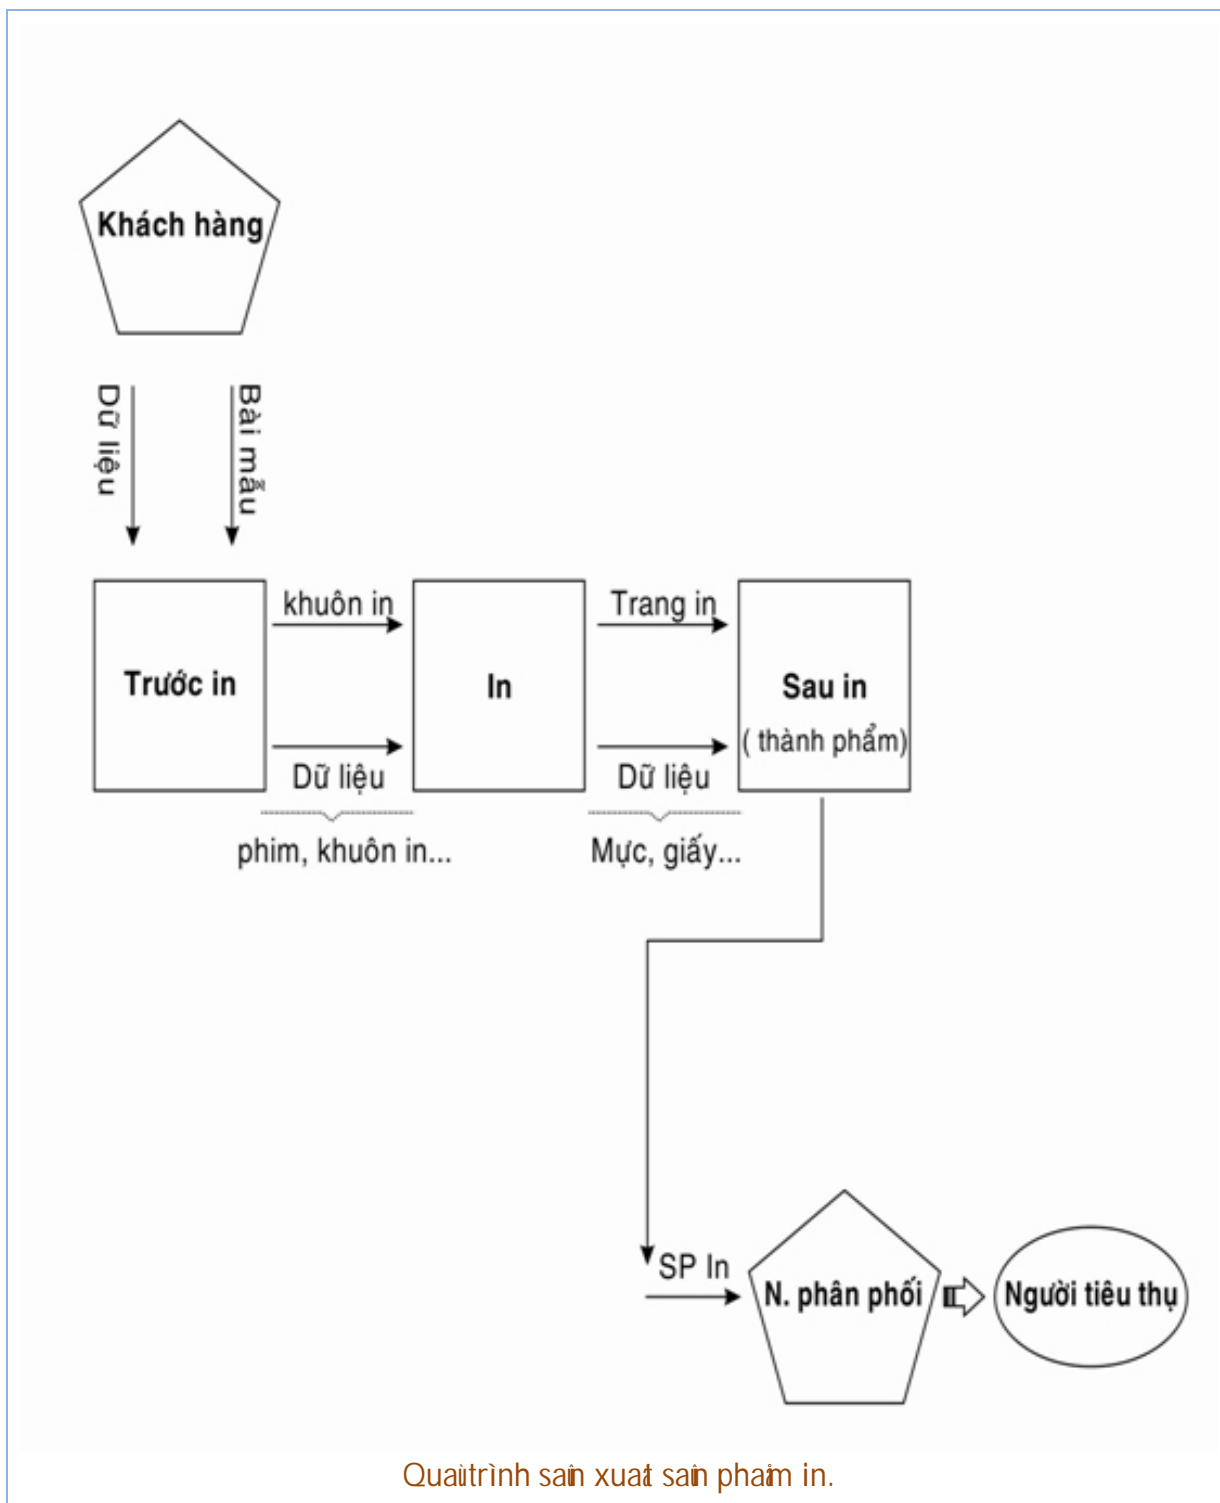 Khách hàng
Dữ liệu
Bài mẫu
khuôn in
Trang in
Trước in
In
Sau in
( thành phẩm)
Dữ liệu
Dữ liệu
phim, khuôn in...
Mực, giấy...
SP In
N. phân phối
Người tiêu thụ
Quaùtrình saûn xuaát saûn phaåm in.